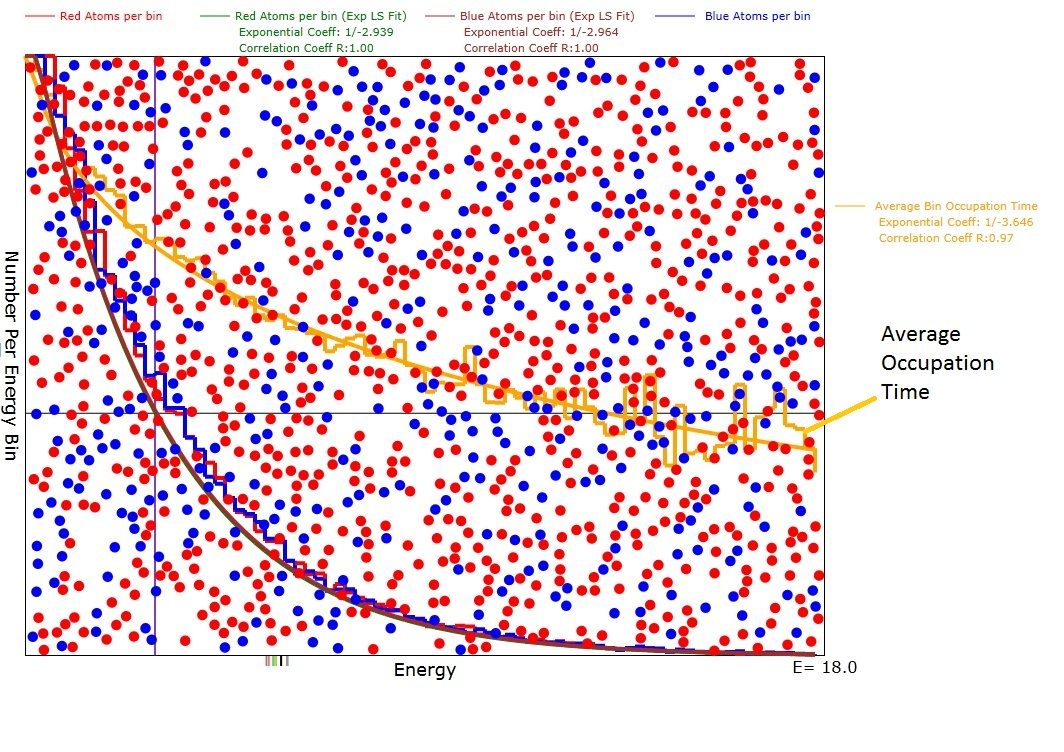 Red Atoms per bin
Red Atoms per bin (Exp LS Fit)
Exponential Coeff: 1/-2.939
Correlation Coeff R:1.00
Blue Atoms per bin (Exp LS Fit)
Exponential Coeff: 1/-2.964
Correlation Coeff R:1.00
Blue Atoms per bin
Average Bin Occupation Time
Exponential Coeff: 1/-3.646
Correlation Coeff R:0.97
Number Per Energy Bin
Average
Occupation
Time
Energy
E= 18.0